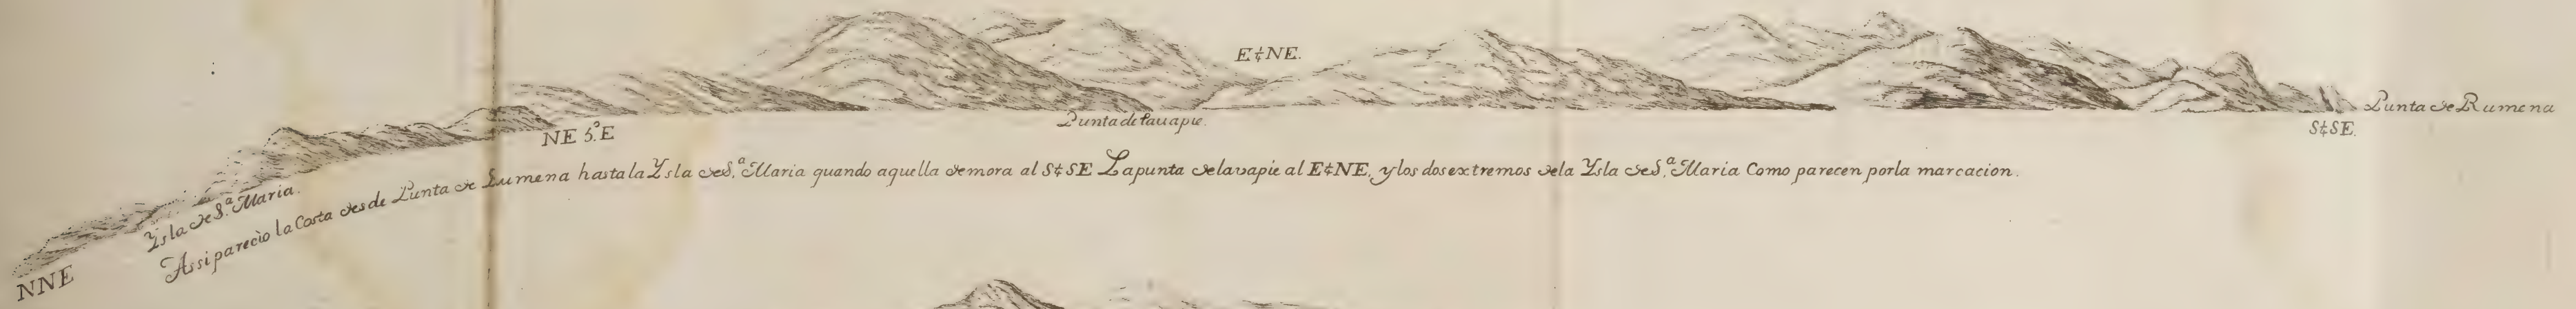 E¼NE.
Punta de Lavapie.
Punta de Rumena
S¼SE.
NE 5.° E
Ysla de S.ª Maria.
NNE
Assi pareciò la Costa desde Punta de Rumena hasta la Ysla de S.ª Maria quando aquella demora al S¼SE La punta de lavapie al E¼NE. y los dos extremos de la Ysla de S.ª Maria Como parecen por la marcacion.